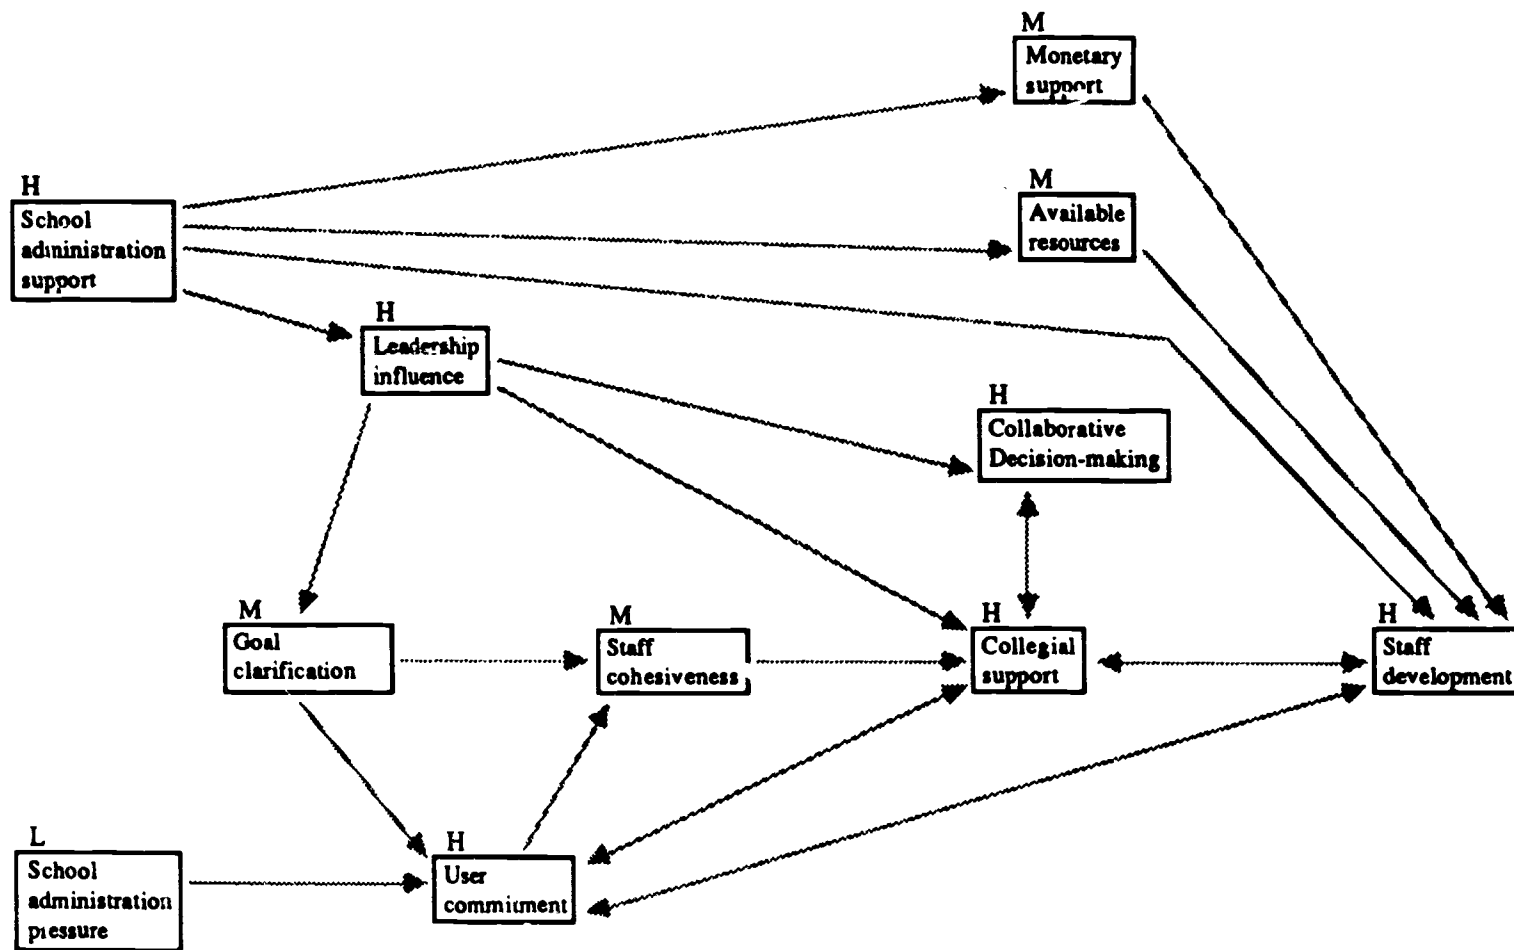 M
Monetary
support
H
School
administration
support
M
Available
resources
H
Leadership
influence
H
Collaborative
Decision-making
M
Goal
clarification
M
Staff
cohesiveness
H
Collegial
support
H
Staff
development
L
School
administration
pressure
H
User
commitment